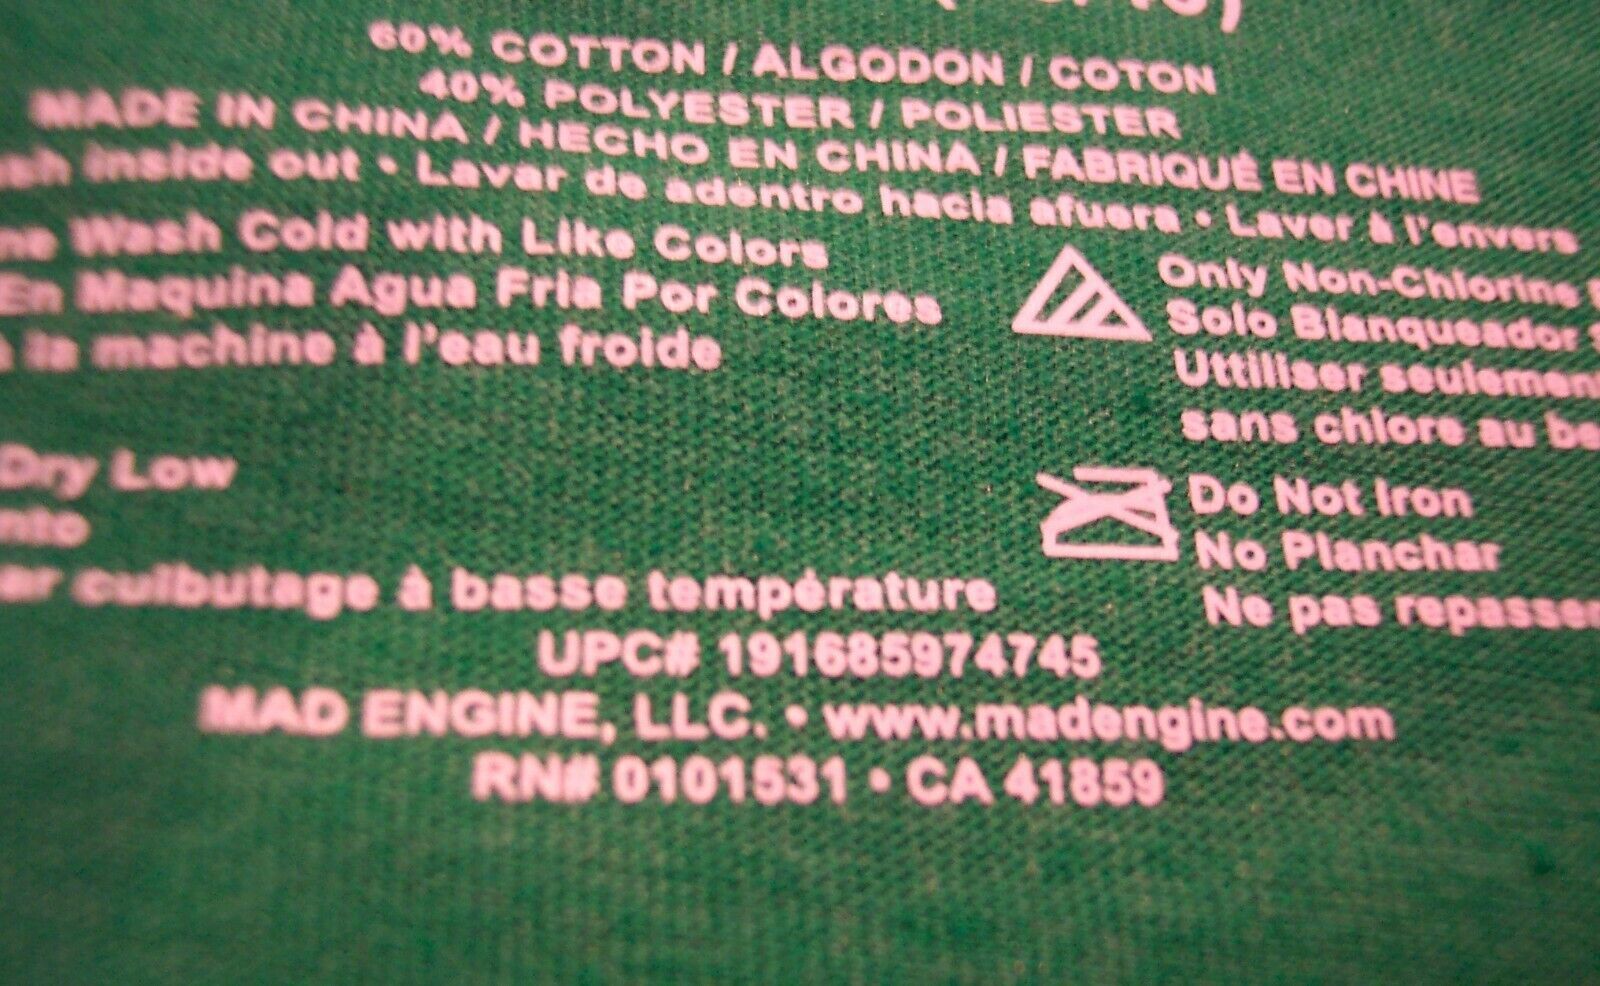 60% COTTON / ALGODON / COTON
40% POLYESTER / POLIESTER
MADE IN CHINA / HECHO EN CHINA / FABRIQUÉ EN CHINE
inside out • Lavar de adentro hacia afuera • Laver à l'envers
Wash Cold with Like Colors
En Maquina Agua Fria Por Colores
à la machine à l'eau froide
Only Non-Chlorine
Solo Blanqueador
Uttiliser seulement
sans chlore au be
Dry Low
nto
culbutage à basse température
Do Not Iron
No Planchar
Ne pas repasser
UPC# 191685974745
MAD ENGINE, LLC. • www.madengine.com
RN# 0101531 • CA 41859